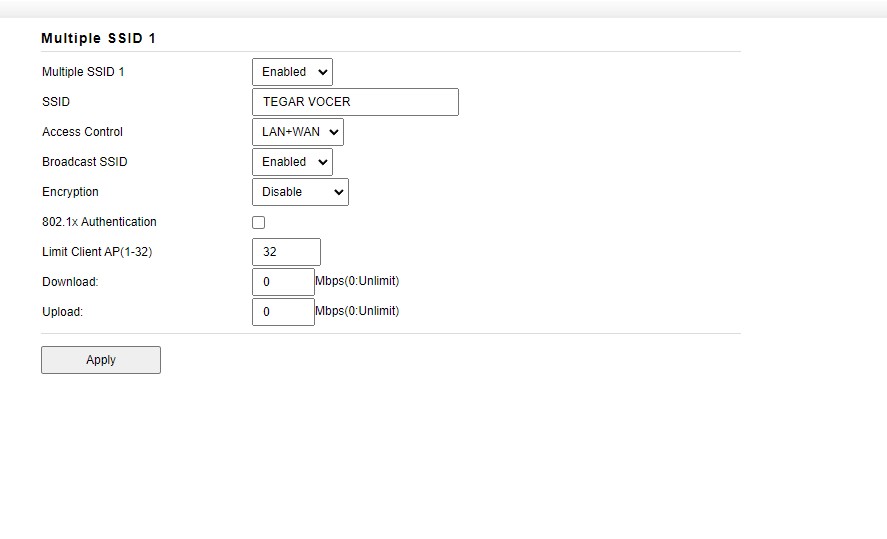 Multiple SSID 1
Multiple SSID 1 Enabled
SSID TEGAR VOCER
Access Control LAN+WAN
Broadcast SSID Enabled
Encryption Disable
802.1x Authentication
Limit Client AP(1-32) 32
Download: 0 Mbps(0:Unlimit)
Upload: 0 Mbps(0:Unlimit)
Apply